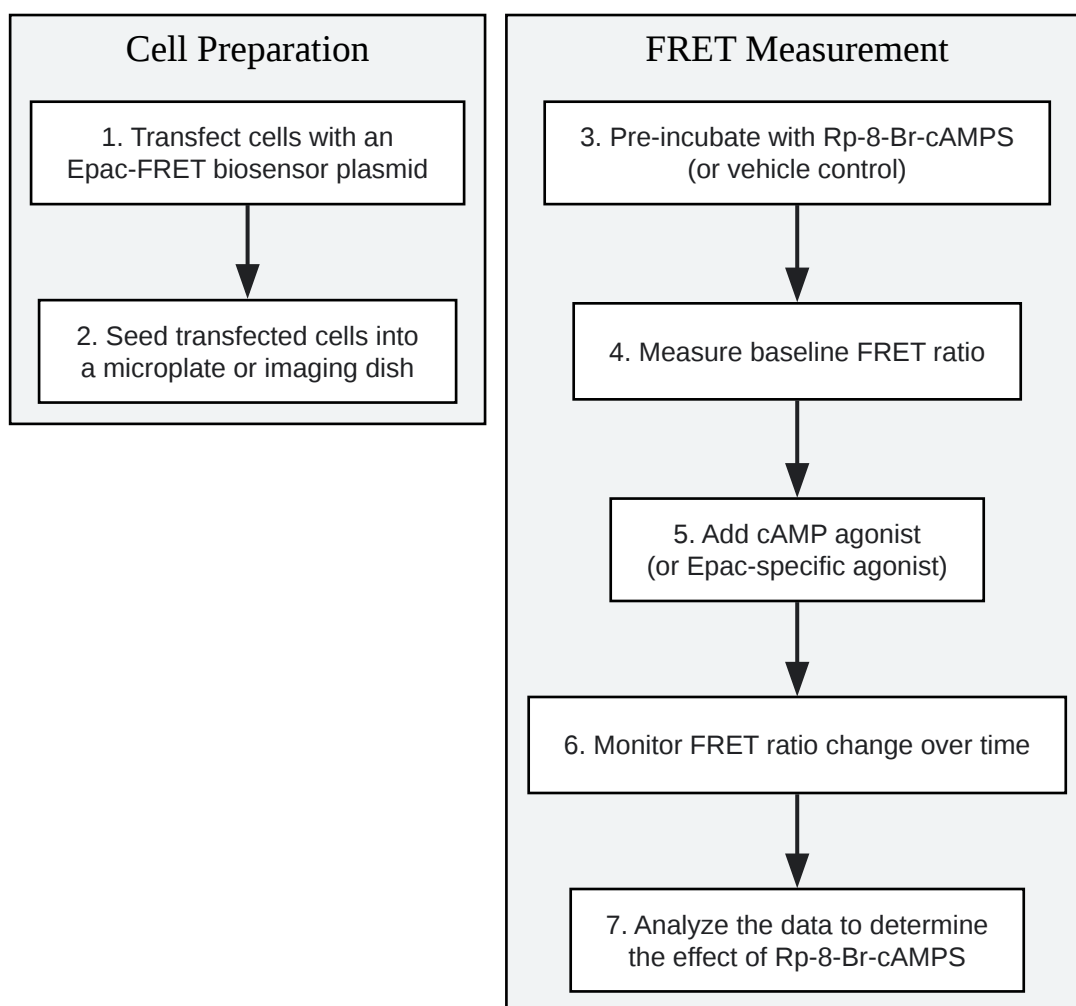 Cell Preparation
1. Transfect cells with an
Epac-FRET biosensor plasmid
2. Seed transfected cells into
a microplate or imaging dish
FRET Measurement
3. Pre-incubate with Rp-8-Br-cAMPS
(or vehicle control)
4. Measure baseline FRET ratio
5. Add cAMP agonist
(or Epac-specific agonist)
6. Monitor FRET ratio change over time
7. Analyze the data to determine
the effect of Rp-8-Br-cAMPS